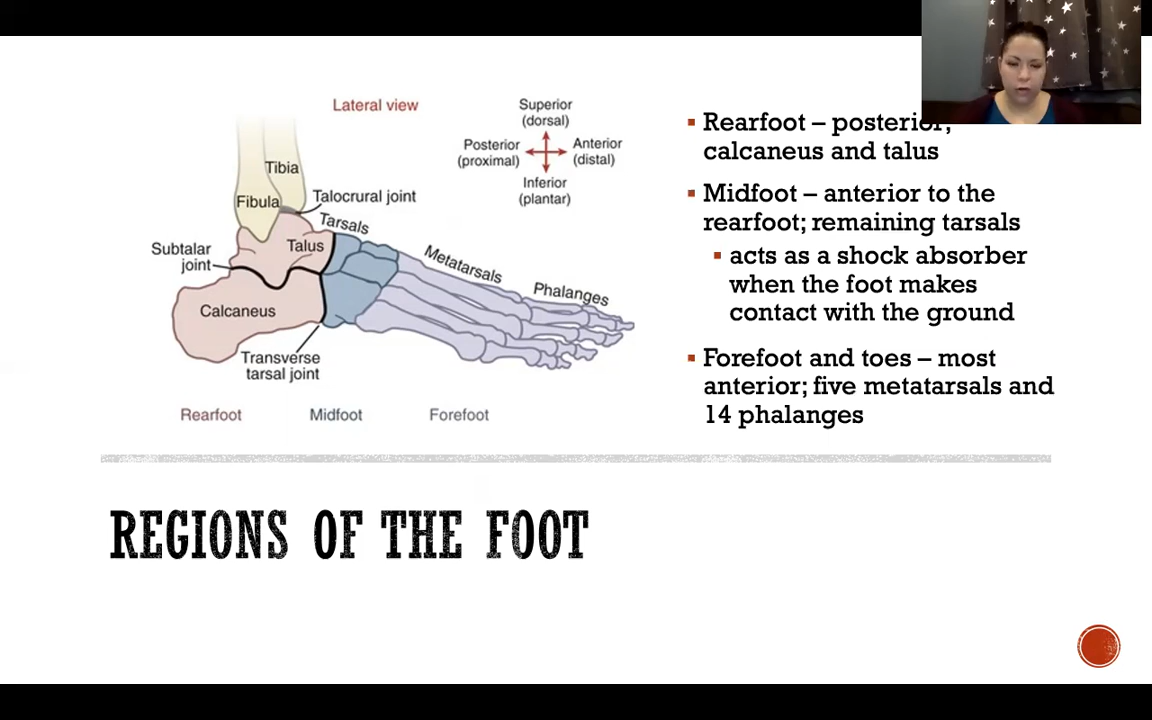 Lateral view
Superior
(dorsal)
Posterior
(proximal)
Anterior
(distal)
Inferior
(plantar)
Tibia
Fibula
Talocrural joint
Tarsals
Talus
Subtalar
joint
Metatarsals
Phalanges
Calcaneus
Transverse
tarsal joint
Rearfoot
Midfoot
Forefoot
Rearfoot – posterior;
calcaneus and talus
Midfoot – anterior to the
rearfoot; remaining tarsals
acts as a shock absorber
when the foot makes
contact with the ground
Forefoot and toes – most
anterior; five metatarsals and
14 phalanges
REGIONS OF THE FOOT